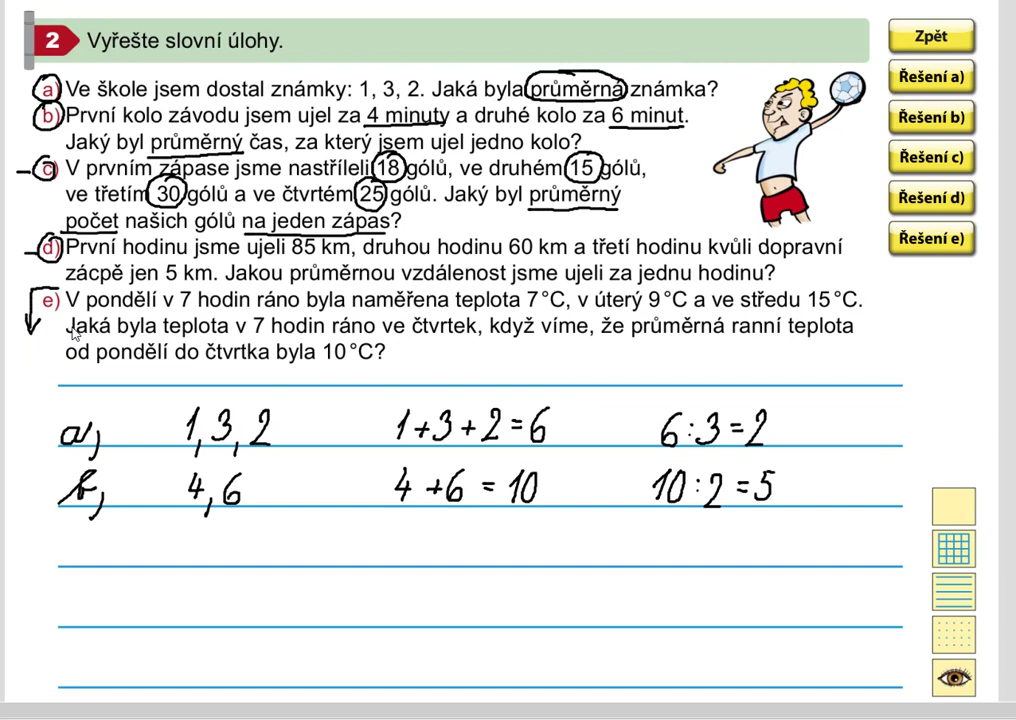 2 Vyřešte slovní úlohy.
Zpět
Řešení a)
Řešení b)
Řešení c)
Řešení d)
Řešení e)
a) Ve škole jsem dostal známky: 1, 3, 2. Jaká byla průměrná známka?
b) První kolo závodu jsem ujel za 4 minuty a druhé kolo za 6 minut.
Jaký byl průměrný čas, za který jsem ujel jedno kolo?
c) V prvním zápase jsme nastříleli 18 gólů, ve druhém 15 gólů,
ve třetím 30 gólů a ve čtvrtém 25 gólů. Jaký byl průměrný
počet našich gólů na jeden zápas?
d) První hodinu jsme ujeli 85 km, druhou hodinu 60 km a třetí hodinu kvůli dopravní
zácpě jen 5 km. Jakou průměrnou vzdálenost jsme ujeli za jednu hodinu?
e) V pondělí v 7 hodin ráno byla naměřena teplota 7 °C, v úterý 9 °C a ve středu 15 °C.
Jaká byla teplota v 7 hodin ráno ve čtvrtek, když víme, že průměrná ranní teplota
od pondělí do čtvrtka byla 10 °C?
a) 1, 3, 2 1+3+2=6 6:3=2
b) 4, 6 4+6=10 10:2=5